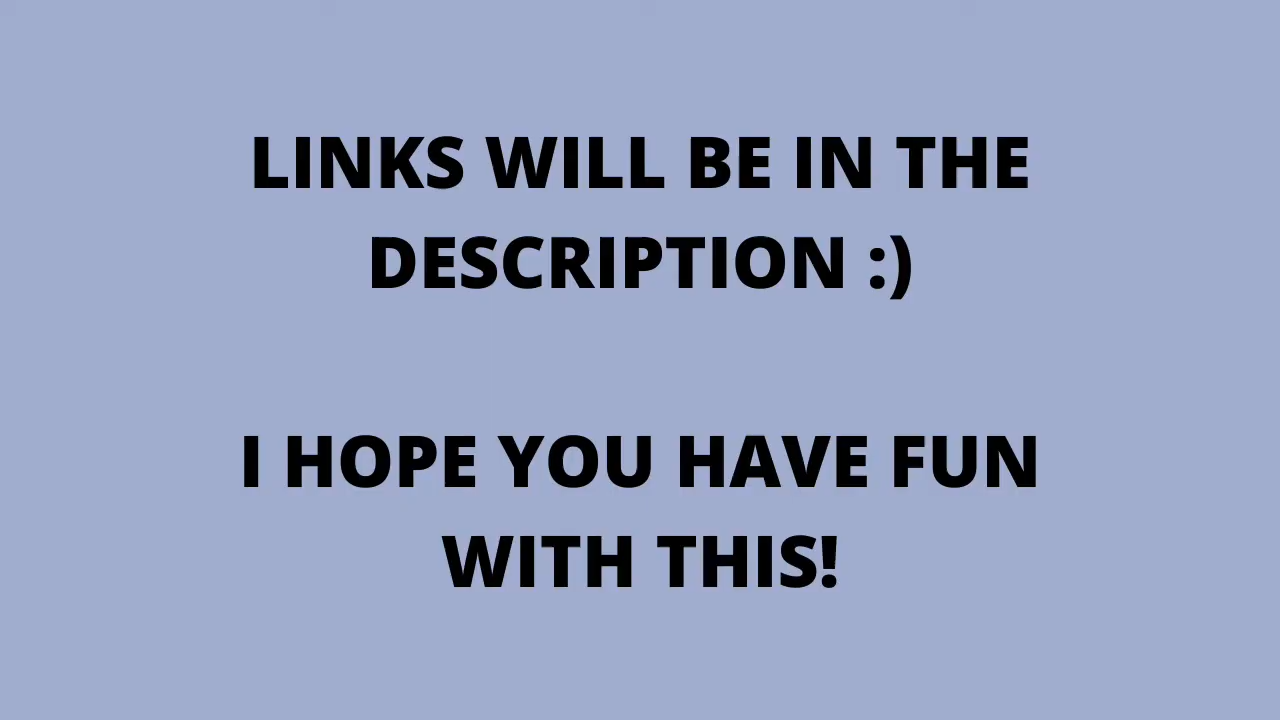 LINKS WILL BE IN THE
DESCRIPTION :)
I HOPE YOU HAVE FUN
WITH THIS!